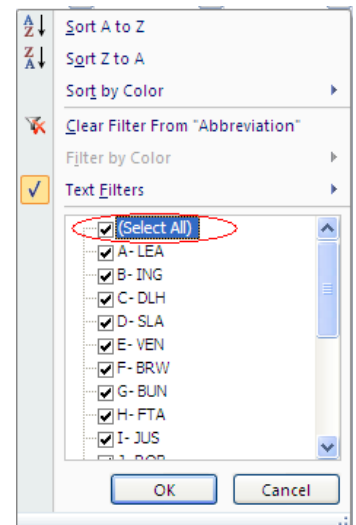 Sort A to Z
Sort Z to A
Sort by Color
Clear Filter From "Abbreviation"
Filter by Color
Text Filters
(Select All)
A- LEA
B- ING
C- DLH
D- SLA
E- VEN
F- BRW
G- BUN
H- FTA
I- JUS
OK Cancel